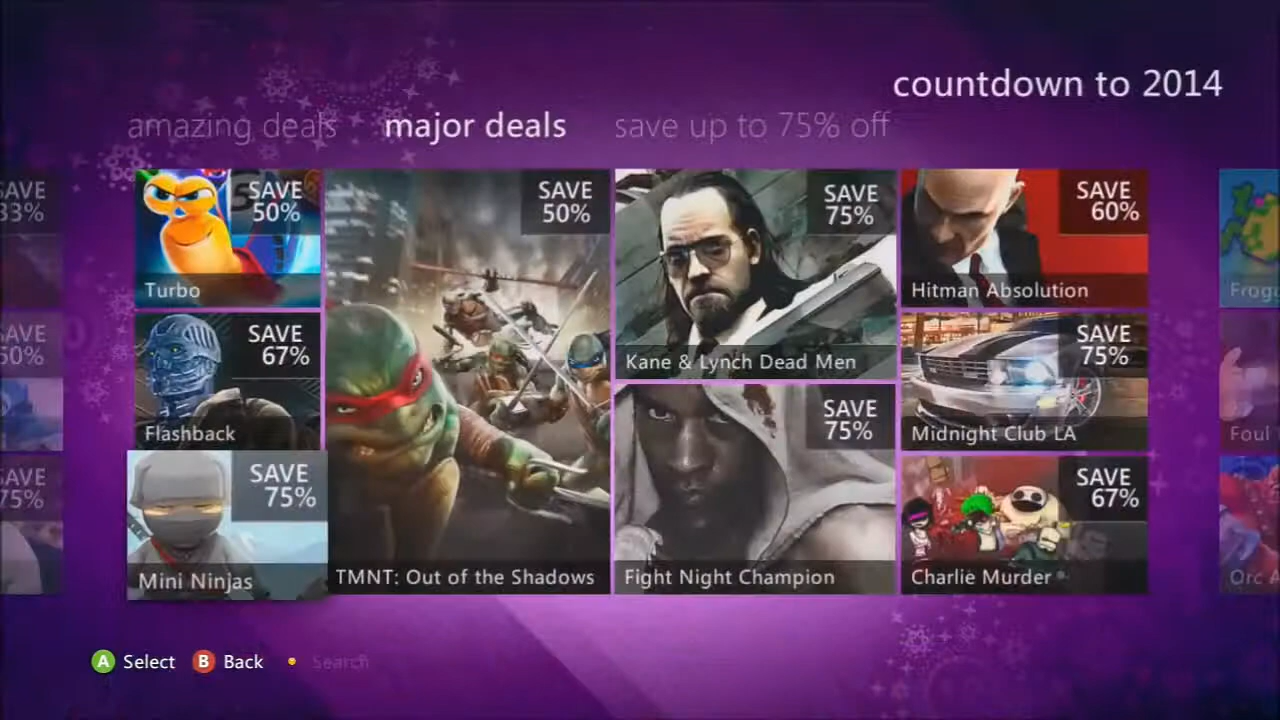 countdown to 2014
amazing deals major deals save up to 75% off
SAVE
33%
SAVE
50%
Turbo
SAVE
50%
SAVE
75%
SAVE
60%
Hitman Absolution
SAVE
50%
SAVE
67%
Flashback
Kane & Lynch Dead Men
SAVE
75%
Midnight Club LA
Foul
SAVE
75%
SAVE
75%
Mini Ninjas
TMNT: Out of the Shadows
SAVE
75%
Fight Night Champion
SAVE
67%
Charlie Murder
Orc
A Select B Back Search